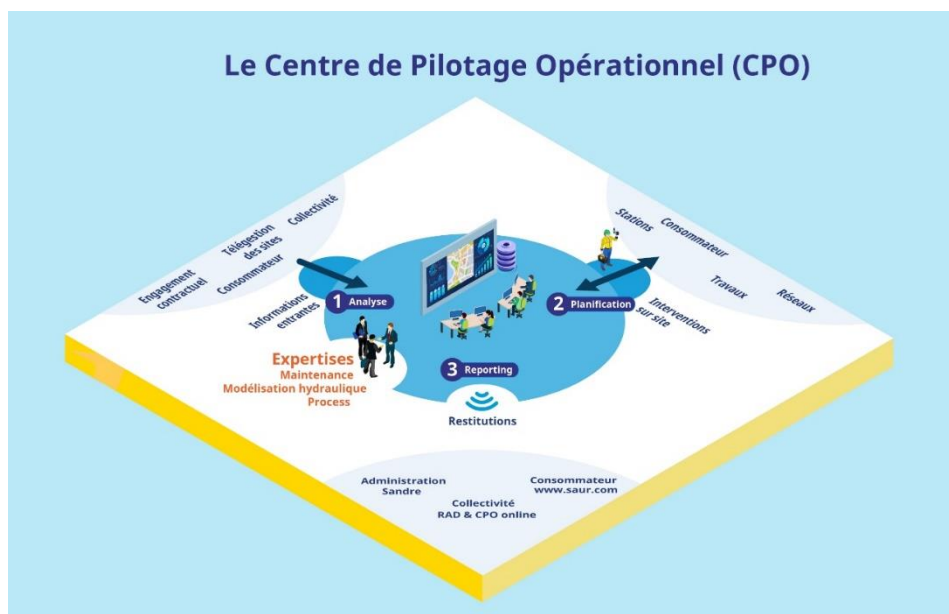 Le Centre de Pilotage Opérationnel (CPO)
Engagement
contractuel
Télégestion
des sites
Collectivité
Consommateur
Informations
entrantes
1 Analyse
Expertises
Maintenance
Modélisation hydraulique
Process
2 Planification
Stations
Consommateur
Travaux
Réseaux
Interventions
sur site
3 Reporting
Restitutions
Administration
Sandre
Collectivité
RAD & CPO online
Consommateur
www.saur.com